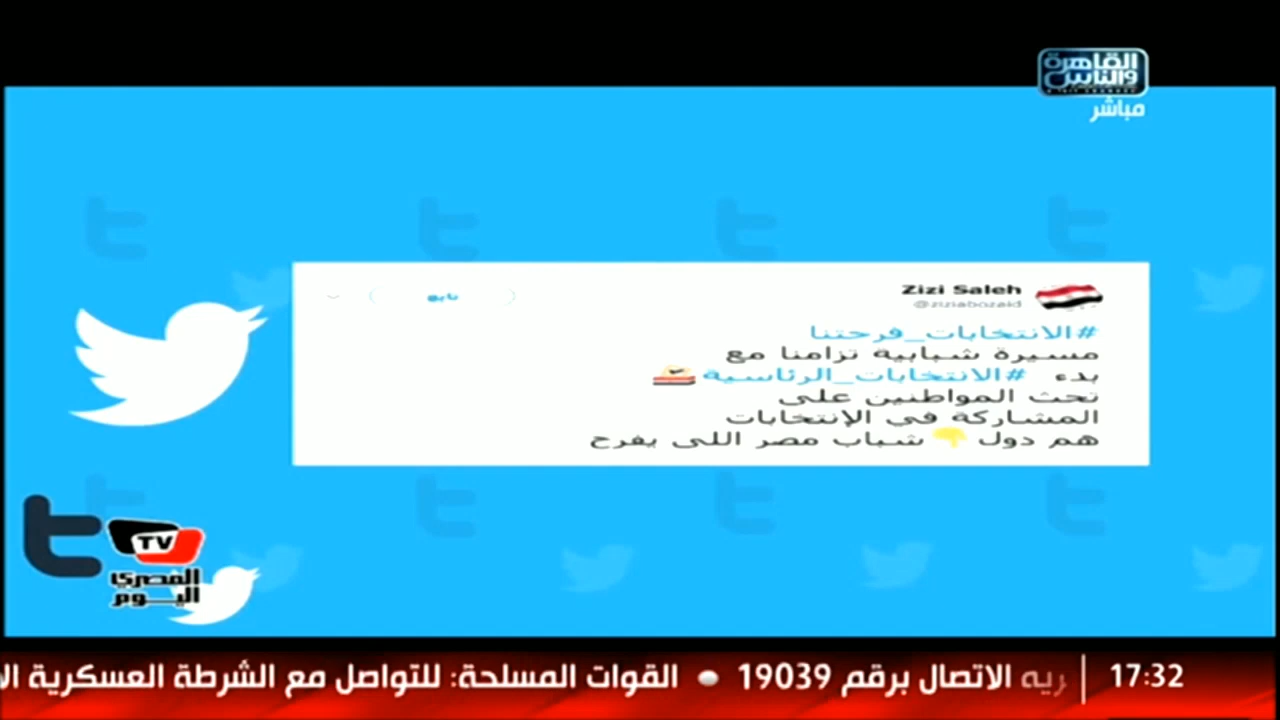 القاهرة
والناس
مباشر
Zizi Saleh
@ziziabozaid
تابع
#الانتخابات_فرحتنا
مسيرة شبابية تزامنا مع
بدء #الانتخابات_الرئاسية
تحث المواطنين على
المشاركة في الإنتخابات
هم دول 👇 شباب مصر اللى يفرح
TV
المصري
اليوم
17:32
ريه الاتصال برقم 19039 • القوات المسلحة: للتواصل مع الشرطة العسكرية الا